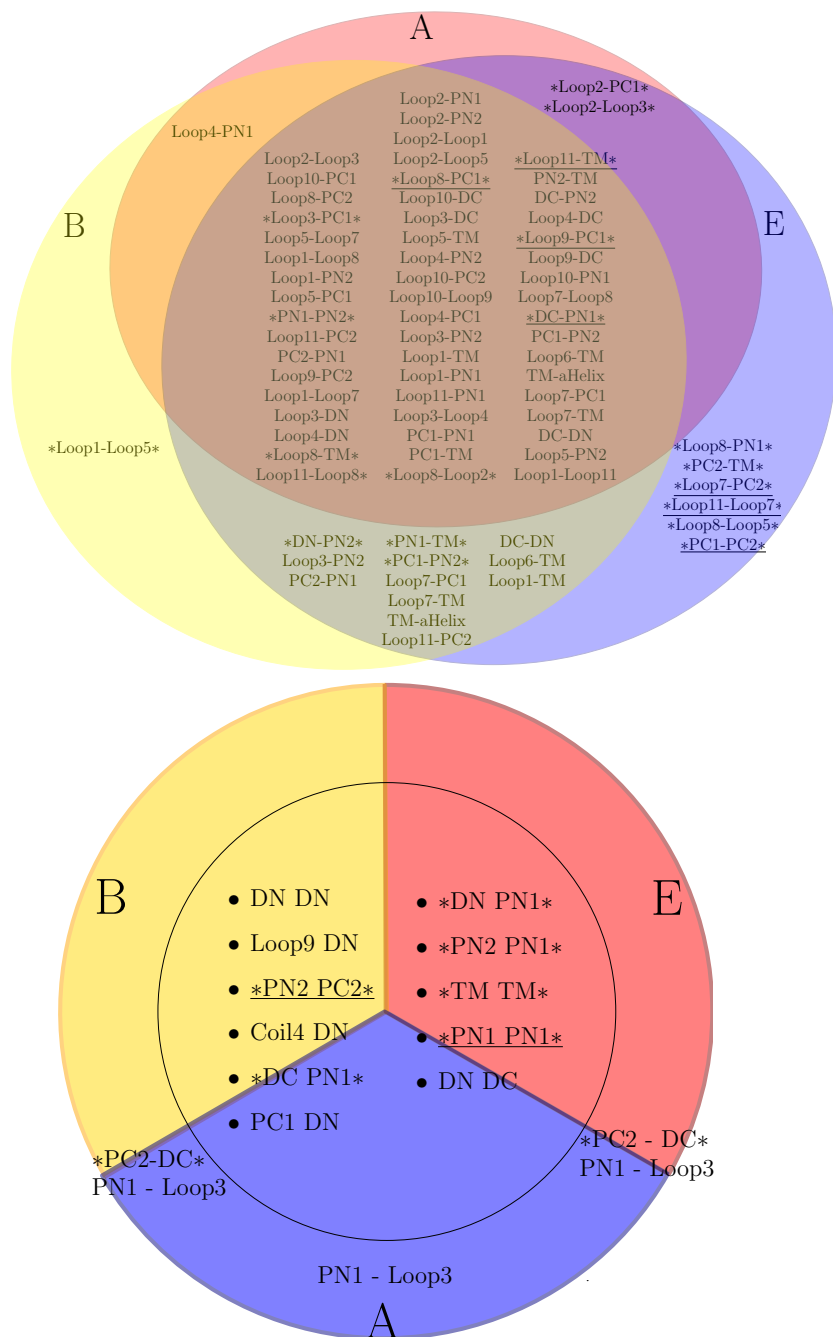 A
*Loop2-PC1*
*Loop2-Loop3*
Loop4-PN1
B
E
Loop2-PN1
Loop2-PN2
Loop2-Loop1
Loop2-Loop3 Loop2-Loop5 *Loop11-TM*
Loop10-PC1 *Loop8-PC1* PN2-TM
Loop8-PC2 Loop10-DC DC-PN2
*Loop3-PC1* Loop3-DC Loop4-DC
Loop5-Loop7 Loop5-TM *Loop9-PC1*
Loop1-Loop8 Loop4-PN2 Loop9-DC
Loop1-PN2 Loop10-PC2 Loop10-PN1
Loop5-PC1 Loop10-Loop9 Loop7-Loop8
*PN1-PN2* Loop4-PC1 *DC-PN1*
Loop11-PC2 Loop3-PN2 PC1-PN2
PC2-PN1 Loop1-TM Loop6-TM
Loop9-PC2 Loop1-PN1 TM-aHelix
Loop1-Loop7 Loop11-PN1 Loop7-PC1
Loop3-DN Loop3-Loop4 Loop7-TM
Loop4-DN PC1-PN1 DC-DN
*Loop8-TM* PC1-TM Loop5-PN2
Loop11-Loop8* *Loop8-Loop2* Loop1-Loop11
*Loop1-Loop5*
*Loop8-PN1*
*PC2-TM*
*Loop7-PC2*
*Loop11-Loop7*
*Loop8-Loop5*
*PC1-PC2*
*DN-PN2* *PN1-TM* DC-DN
Loop3-PN2 *PC1-PN2* Loop6-TM
PC2-PN1 Loop7-PC1 Loop1-TM
Loop7-TM
TM-aHelix
Loop11-PC2
B
E
• DN DN
• Loop9 DN
• *PN2 PC2*
• Coil4 DN
• *DC PN1*
• PC1 DN
• *DN PN1*
• *PN2 PN1*
• *TM TM*
• *PN1 PN1*
• DN DC
*PC2-DC*
PN1 - Loop3
*PC2 - DC*
PN1 - Loop3
PN1 - Loop3
A